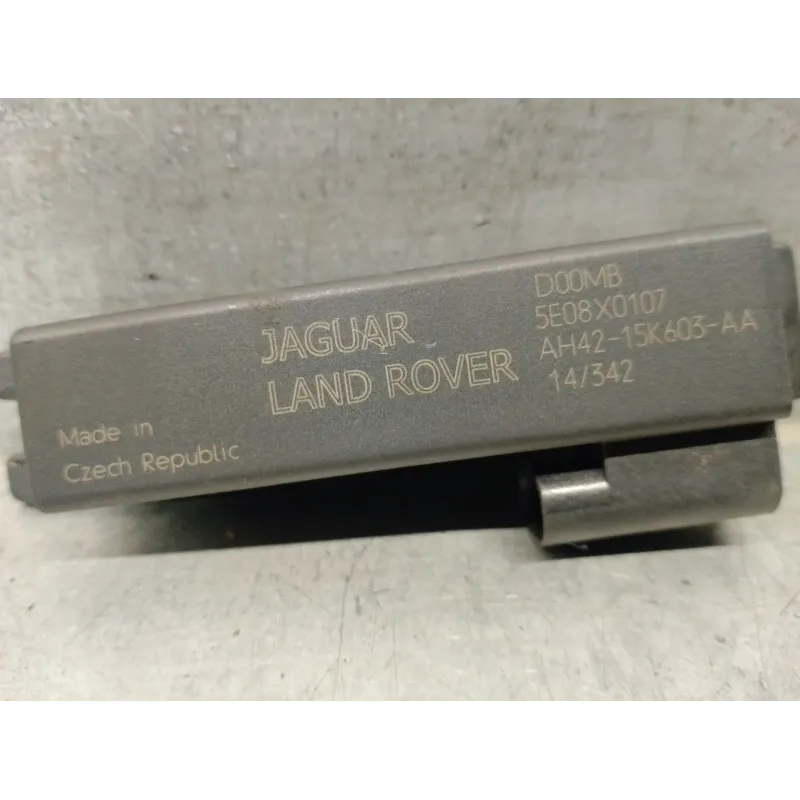 JAGUAR
LAND ROVER
Made in
Czech Republic
D00MB
5E08X0107
AH42-15K603-AA
14/342